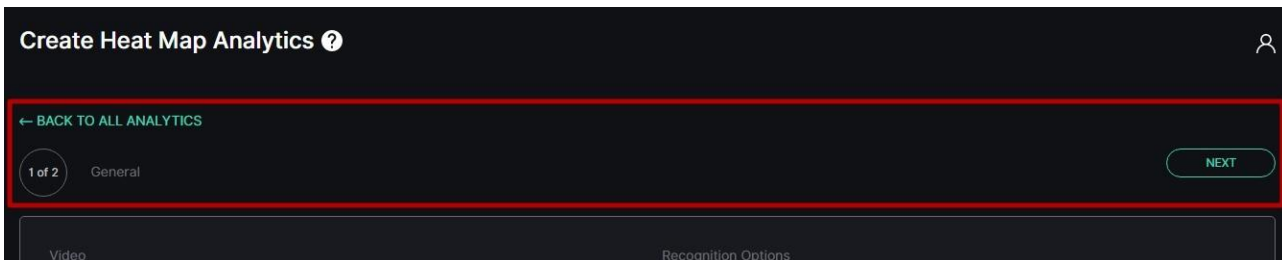 Create Heat Map Analytics ?
← BACK TO ALL ANALYTICS
1 of 2 General NEXT
Video Recognition Options